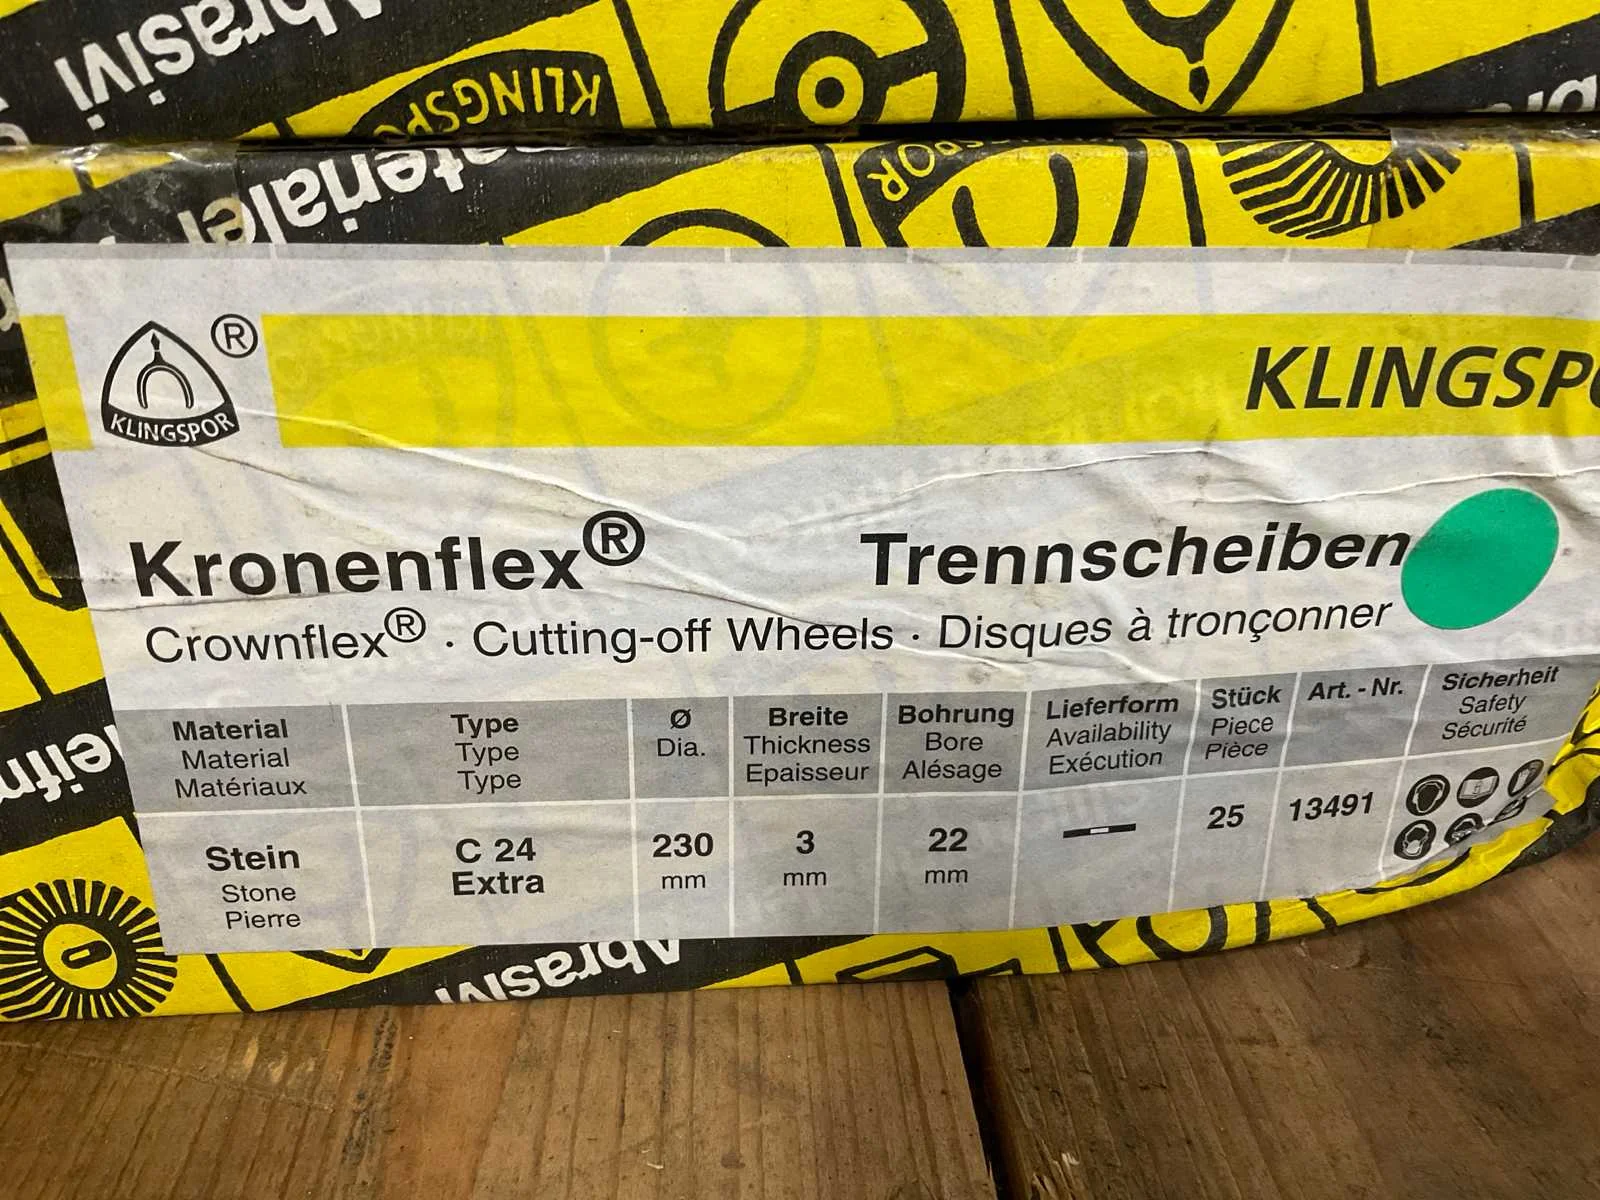 Abrasivi
KLINGSPOR
KLINGSPOR
®
KLINGSPOR
Kronenflex® Trennscheiben
Crownflex® · Cutting-off Wheels · Disques à tronçonner
Material Type Ø Breite Bohrung Lieferform Stück Art. - Nr. Sicherheit
Material Type Dia. Thickness Bore Availability Piece Safety
Matériaux Type Epaisseur Alésage Exécution Pièce Sécurité
Stein C 24 230 3 22 25 13491
Stone Extra mm mm mm
Pierre
Abrasivi